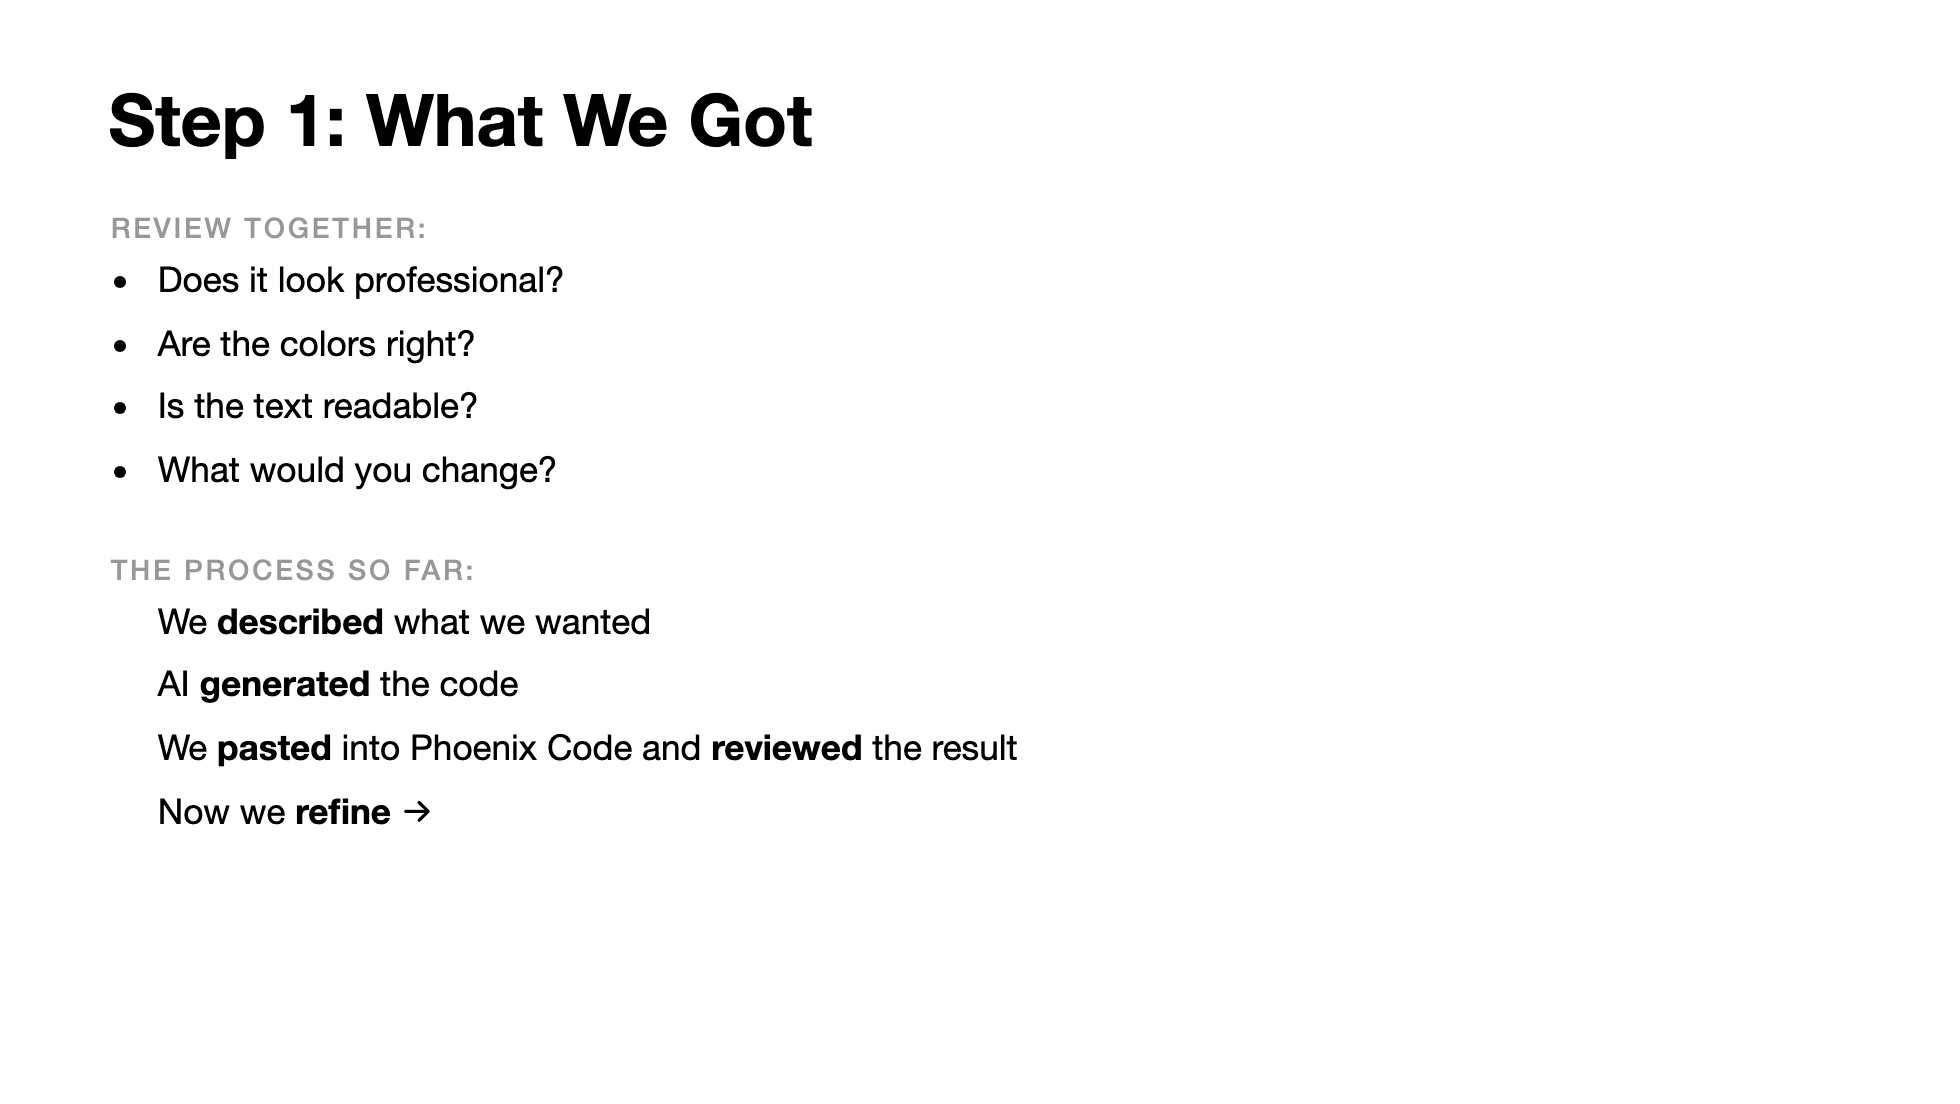 Step 1: What We Got
REVIEW TOGETHER:
• Does it look professional?
• Are the colors right?
• Is the text readable?
• What would you change?
THE PROCESS SO FAR:
We described what we wanted
AI generated the code
We pasted into Phoenix Code and reviewed the result
Now we refine →